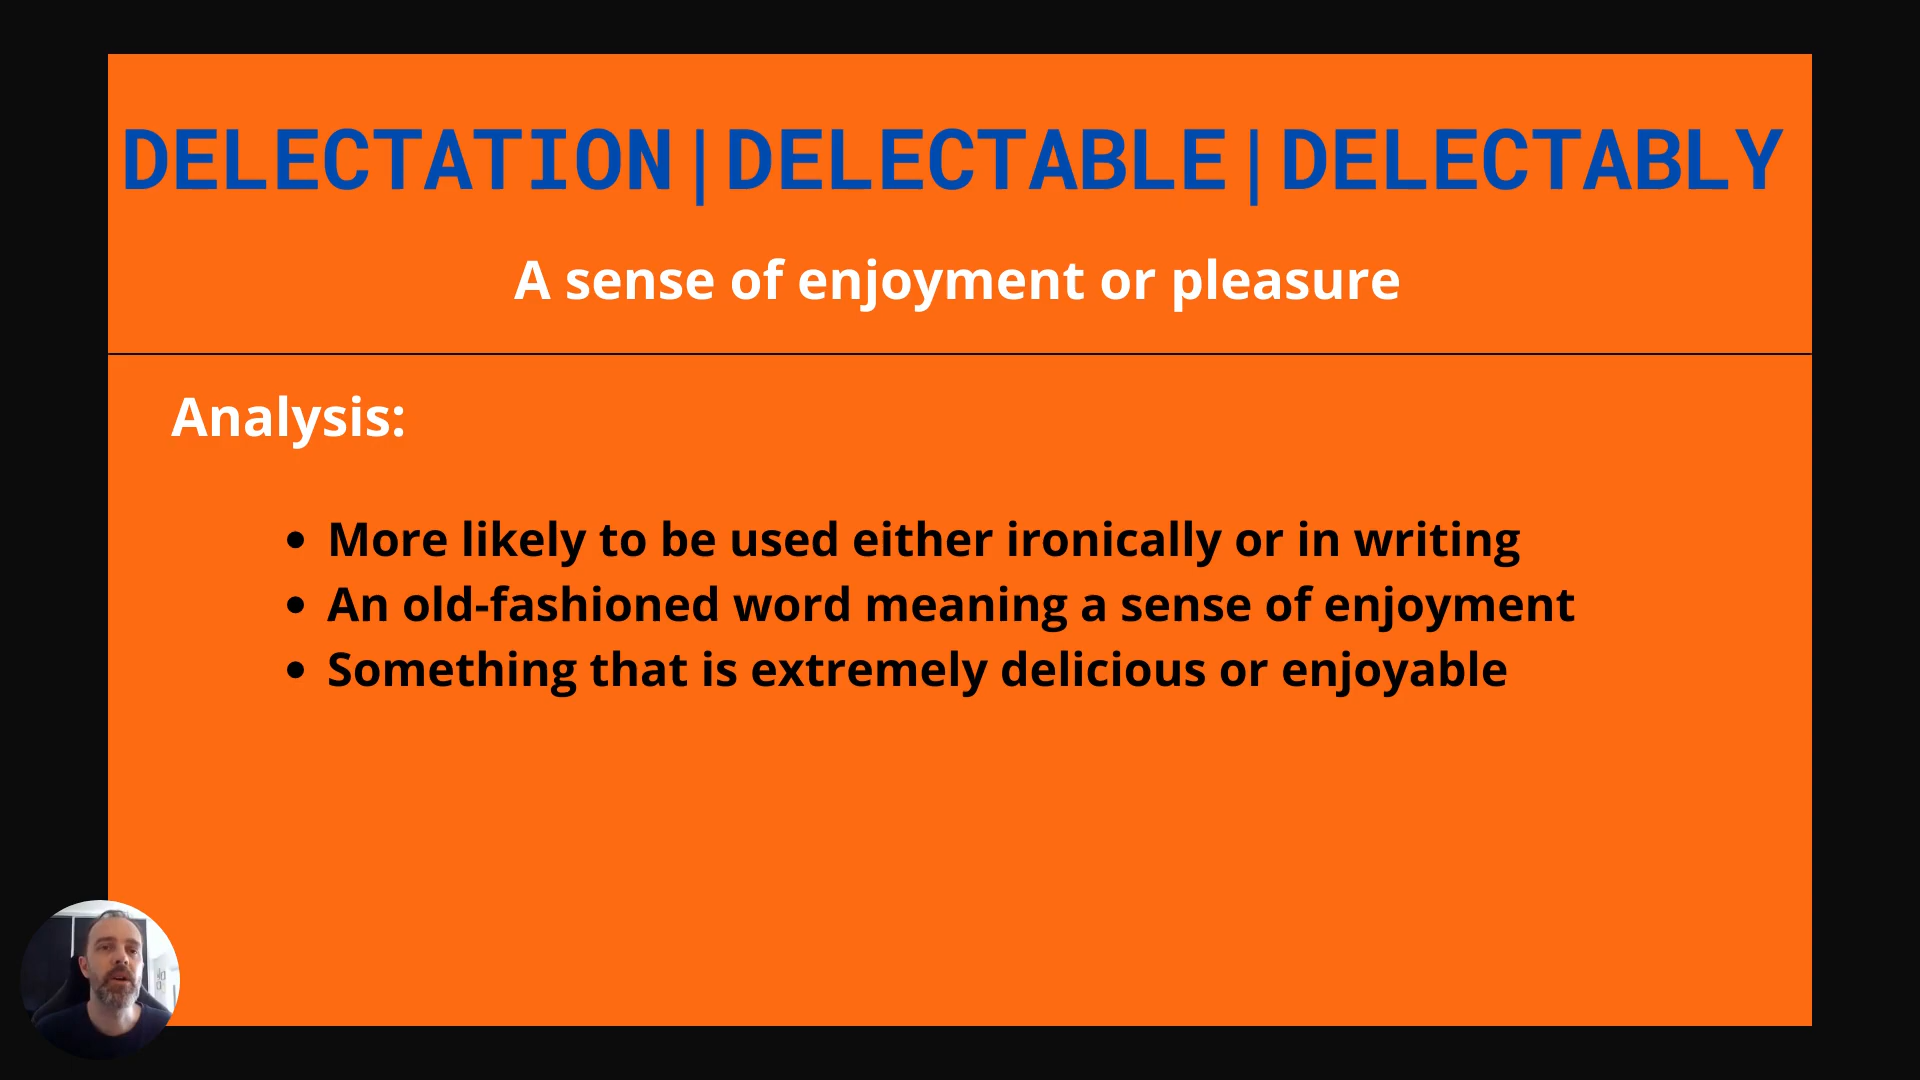 DELECTATION|DELECTABLE|DELECTABLY
A sense of enjoyment or pleasure
Analysis:
• More likely to be used either ironically or in writing
• An old-fashioned word meaning a sense of enjoyment
• Something that is extremely delicious or enjoyable